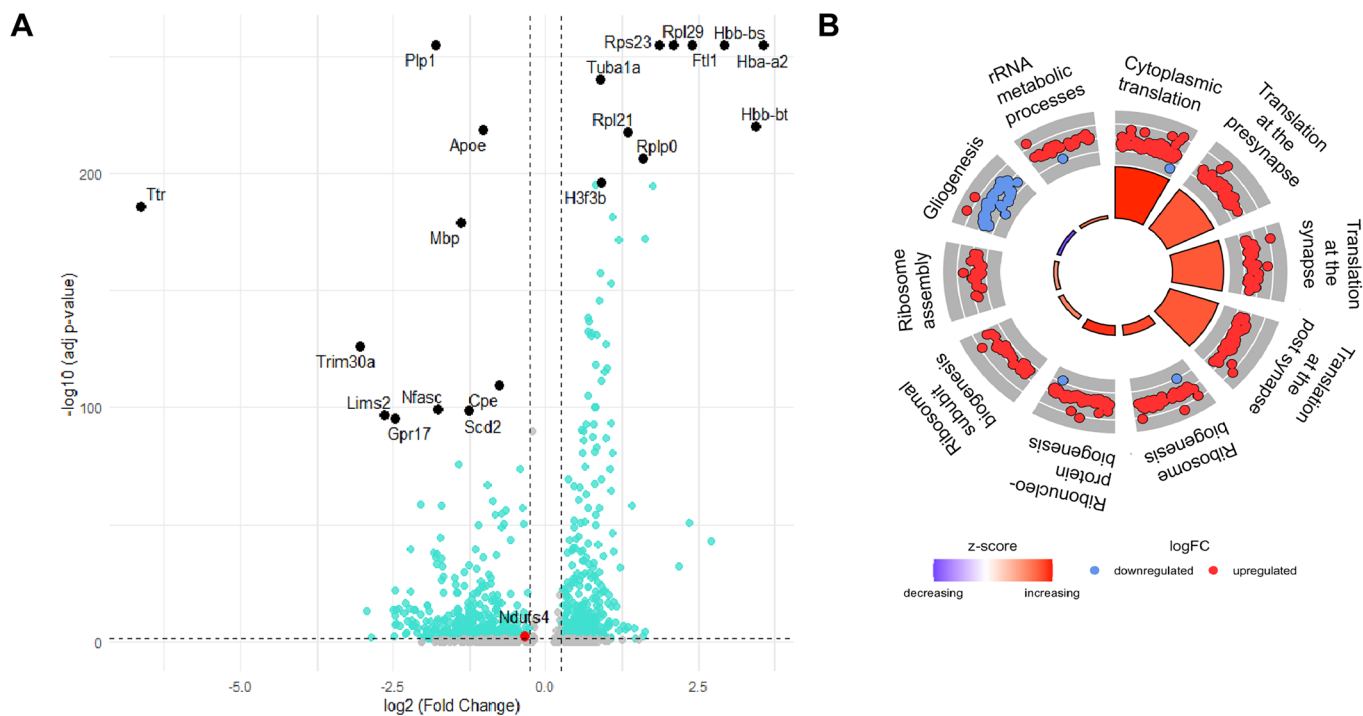 A
B
Plp1
Rps23
Rpl29
Hbb-bs
Ftl1
Hba-a2
Tuba1a
Rpl21
Hbb-bt
Apoe
Rplp0
H3f3b
Ttr
Mbp
Trim30a
Lims2
Nfasc
Cpe
Gpr17
Scd2
Ndufs4
200
100
0
-log10 (adj p-value)
-5.0
-2.5
0.0
2.5
log2 (Fold Change)
rRNA
metabolic
processes
Cytoplasmic
translation
Translation
at the
presynapse
Translation
at the
synapse
Translation
at the
post synapse
Ribosome
biogenesis
Ribonucleo-
protein
biogenesis
Ribosomal
subuit
biogenesis
Ribosome
assembly
Gliogenesis
z-score
decreasing
increasing
logFC
downregulated
upregulated